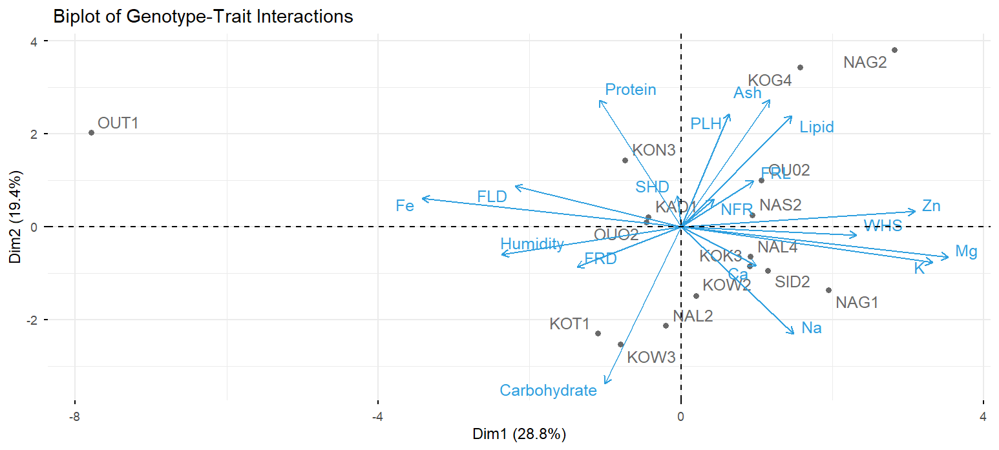 Biplot of Genotype-Trait Interactions
4
NAG2
KOG4
Protein
Ash
OUT1
PLH
Lipid
2
KON3
OU02
FRL
SHD
FLD
Fe
KAD1
NFR
NAS2
Zn
0
WHS
OUO2
Humidity
NAL4
Mg
KOK3
FRD
K
Ca
KOW2
SID2
NAG1
-2
NAL2
KOT1
Na
KOW3
Carbohydrate
-8
-4
0
4
Dim1 (28.8%)
Dim2 (19.4%)